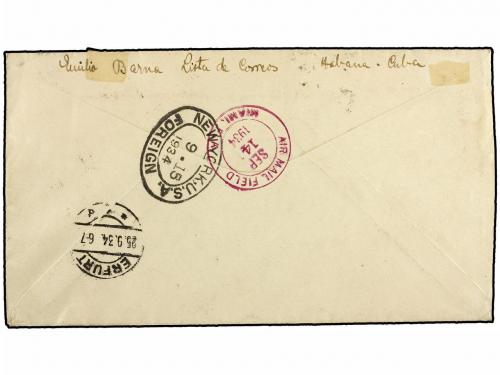 Emilio Barna Lista de Correos Habana - Cuba
NEW YORK, U.S.A.
9 • 15
1934
FOREIGN
AIR MAIL FIELD
SEP
14
1934
MIAMI,
ERFURT
25.9.34. 6-7